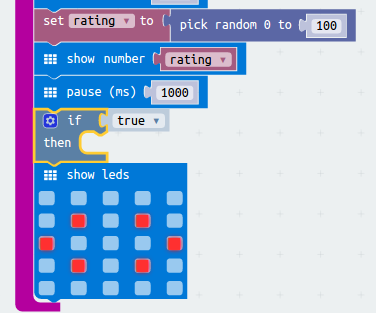 set rating to pick random 0 to 100
show number rating
pause (ms) 1000
if true
then
show leds